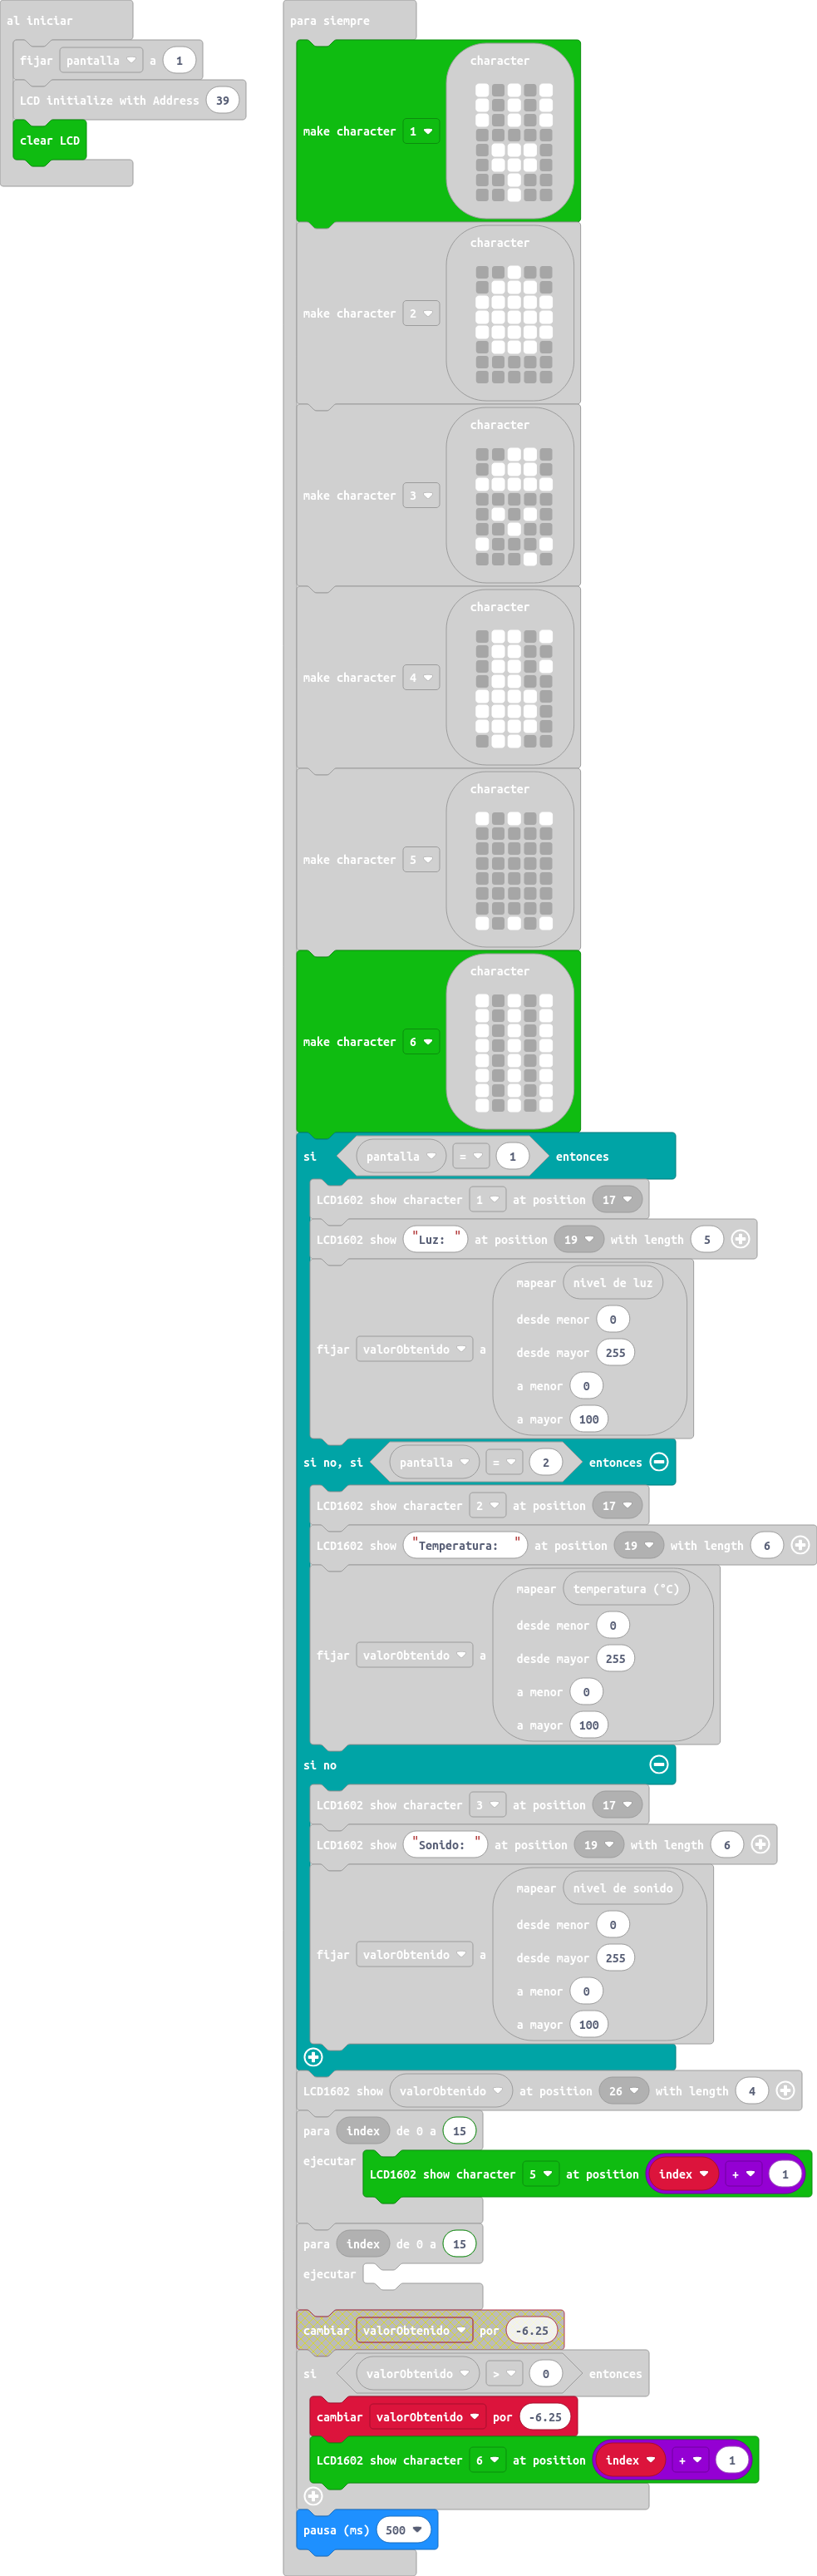 al iniciar
fijar pantalla a 1
LCD initialize with Address 39
clear LCD
para siempre
character
make character 1
character
make character 2
character
make character 3
character
make character 4
character
make character 5
character
make character 6
si pantalla = 1 entonces
LCD1602 show character 1 at position 17
LCD1602 show "Luz: " at position 19 with length 5
mapear nivel de luz
desde menor 0
desde mayor 255
fijar valorObtenido a
a menor 0
a mayor 100
si no, si pantalla = 2 entonces
LCD1602 show character 2 at position 17
LCD1602 show "Temperatura:  " at position 19 with length 6
mapear temperatura (°C)
desde menor 0
desde mayor 255
fijar valorObtenido a
a menor 0
a mayor 100
si no
LCD1602 show character 3 at position 17
LCD1602 show "Sonido: " at position 19 with length 6
mapear nivel de sonido
desde menor 0
desde mayor 255
fijar valorObtenido a
a menor 0
a mayor 100
LCD1602 show valorObtenido at position 26 with length 4
para index de 0 a 15
ejecutar
LCD1602 show character 5 at position index + 1
para index de 0 a 15
ejecutar
cambiar valorObtenido por -6.25
si valorObtenido > 0 entonces
cambiar valorObtenido por -6.25
LCD1602 show character 6 at position index + 1
pausa (ms) 500